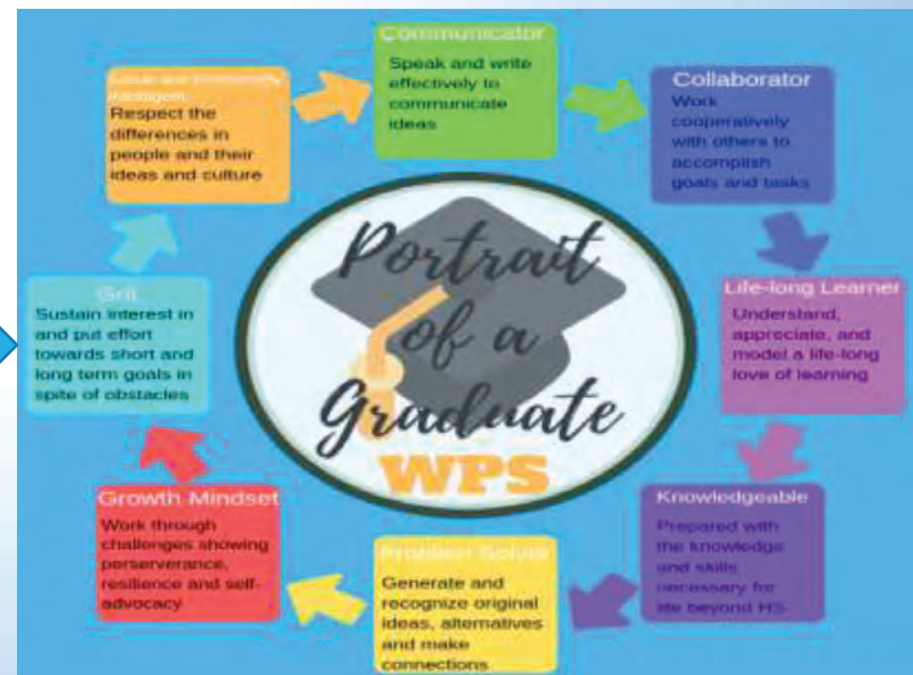 Communicator
Speak and write
effectively to
communicate
ideas
Collaborator
Work
cooperatively
with others to
accomplish
goals and tasks
Life-long Learner
Understand,
appreciate, and
model a life-long
love of learning
Knowledgeable
Prepared with
the knowledge
and skills
necessary for
life beyond HS
Problem Solver
Generate and
recognize original
ideas, alternatives
and make
connections
Growth Mindset
Work through
challenges showing
perserverance,
resilience and self-
advocacy
Grit
Sustain interest in
and put effort
towards short and
long term goals in
spite of obstacles
Intelligent
Respect the
differences in
people and their
ideas and culture
Portrait
of a
Graduate
WPS